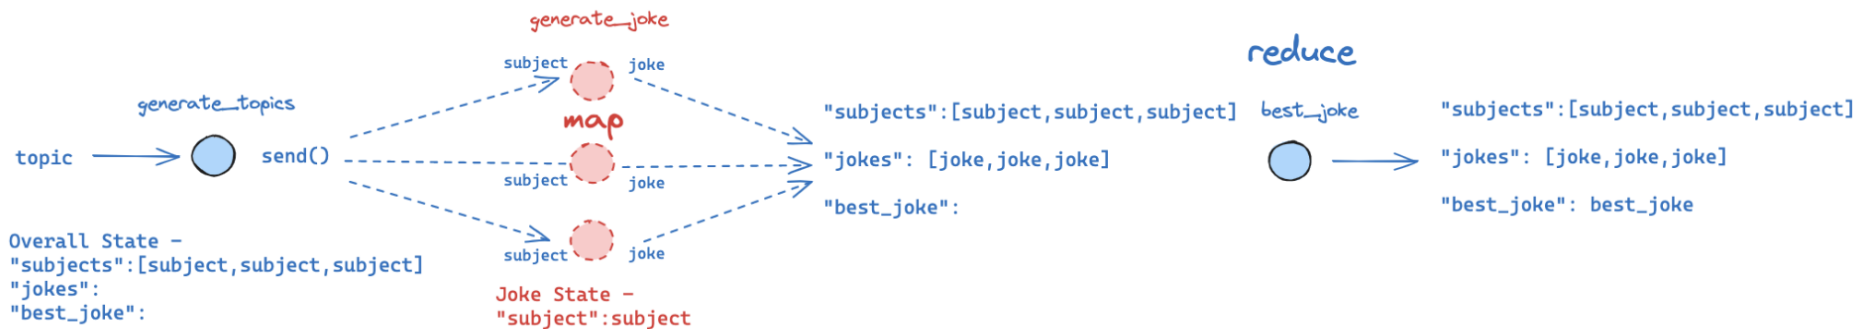 topic
generate_topics
send()
Overall State –
"subjects":[subject,subject,subject]
"jokes":
"best_joke":
generate_joke
subject
joke
map
subject
joke
subject
joke
Joke State –
"subject":subject
"subjects":[subject,subject,subject]
"jokes": [joke,joke,joke]
"best_joke":
reduce
best_joke
"subjects":[subject,subject,subject]
"jokes": [joke,joke,joke]
"best_joke": best_joke